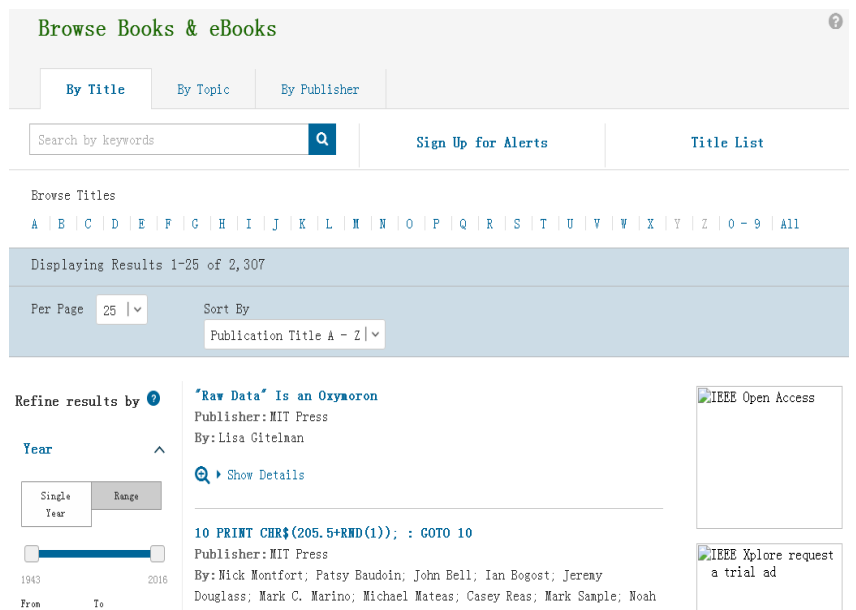 Browse Books & eBooks
By Title
By Topic
By Publisher
Search by keywords
Sign Up for Alerts
Title List
Browse Titles
A B C D E F G H I J K L M N O P Q R S T U V W X Y Z 0 - 9 All
Displaying Results 1-25 of 2,307
Per Page 25
Sort By
Publication Title A - Z
Refine results by ?
Year
Single
Year
Range
1943 2016
From To
"Raw Data" Is an Oxymoron
Publisher: MIT Press
By: Lisa Gitelman
Show Details
10 PRINT CHR$(205.5+RND(1)); : GOTO 10
Publisher: MIT Press
By: Nick Montfort; Patsy Baudoin; John Bell; Ian Bogost; Jeremy
Douglass; Mark C. Marino; Michael Mateas; Casey Reas; Mark Sample; Noah
IEEE Open Access
IEEE Xplore request
a trial ad